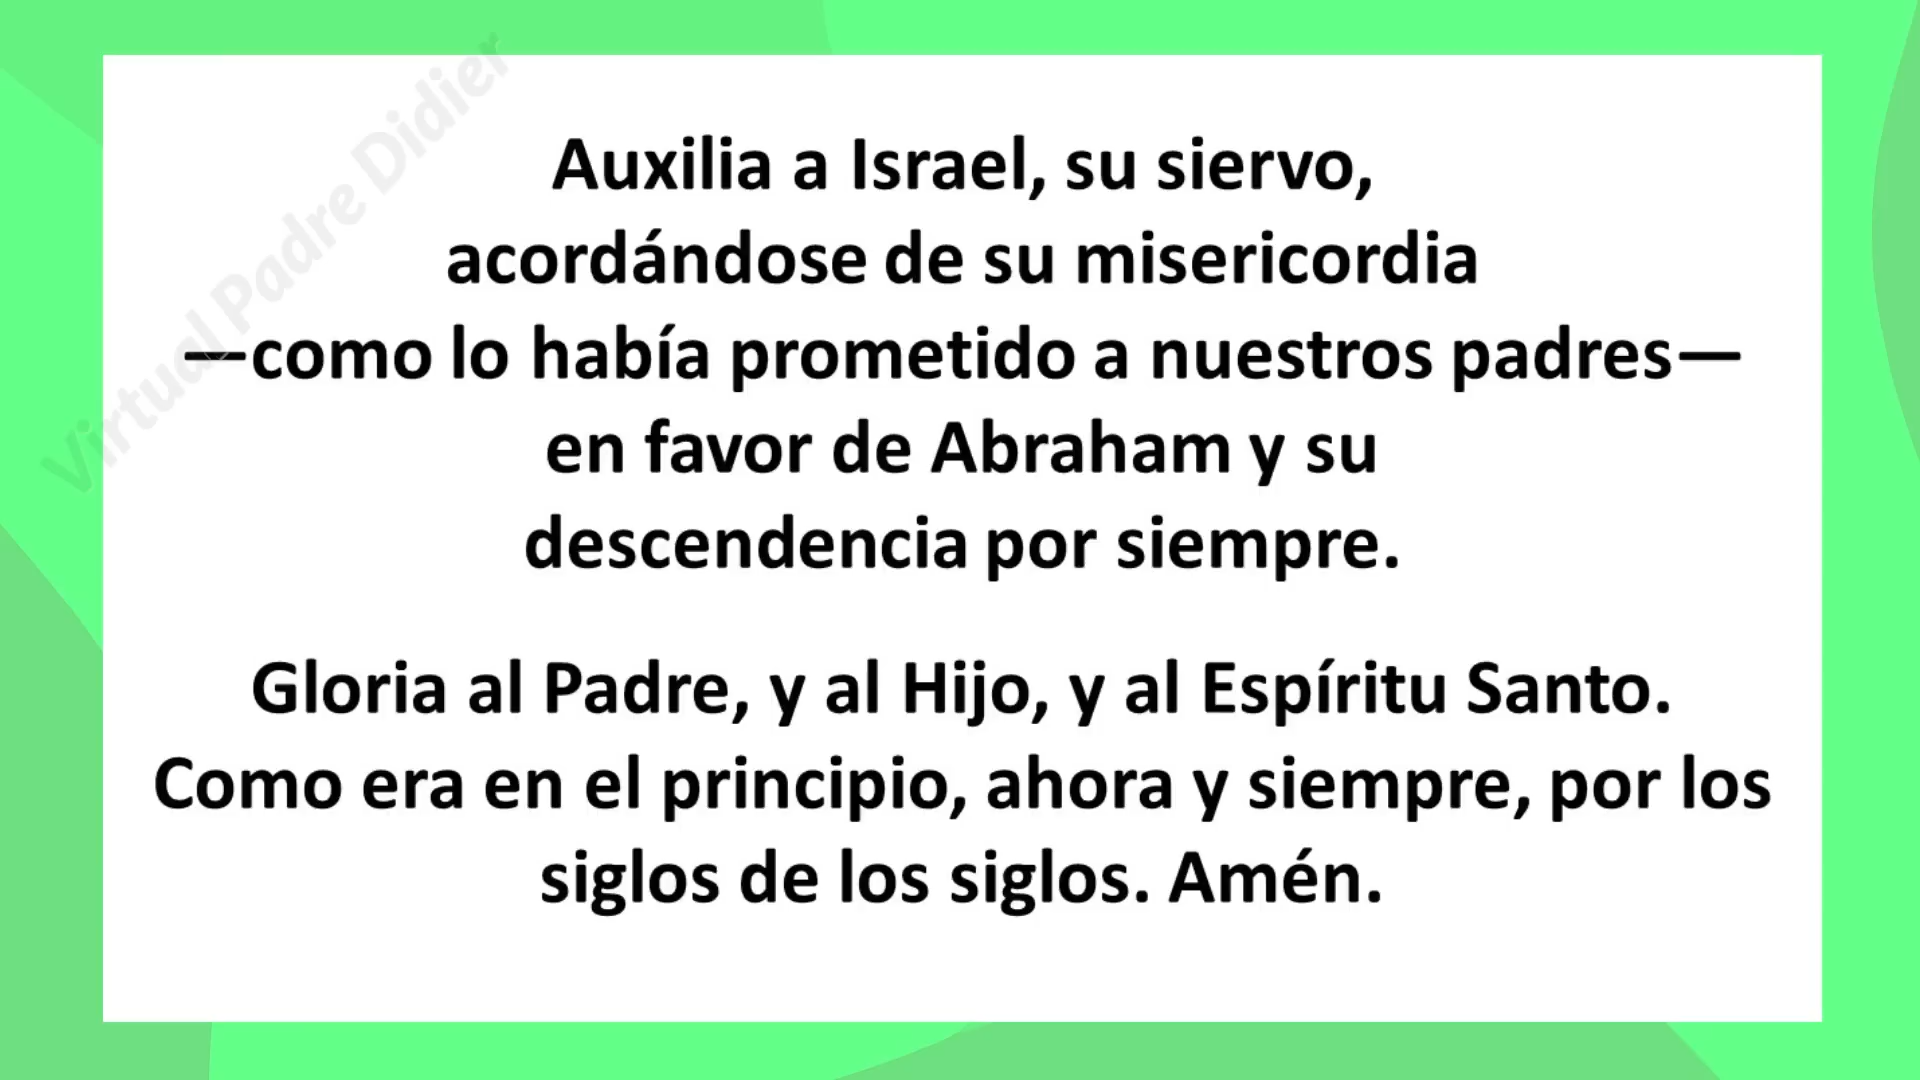 Virtual Padre Didier
Auxilia a Israel, su siervo,
acordándose de su misericordia
—como lo había prometido a nuestros padres—
en favor de Abraham y su
descendencia por siempre.
Gloria al Padre, y al Hijo, y al Espíritu Santo.
Como era en el principio, ahora y siempre, por los
siglos de los siglos. Amén.